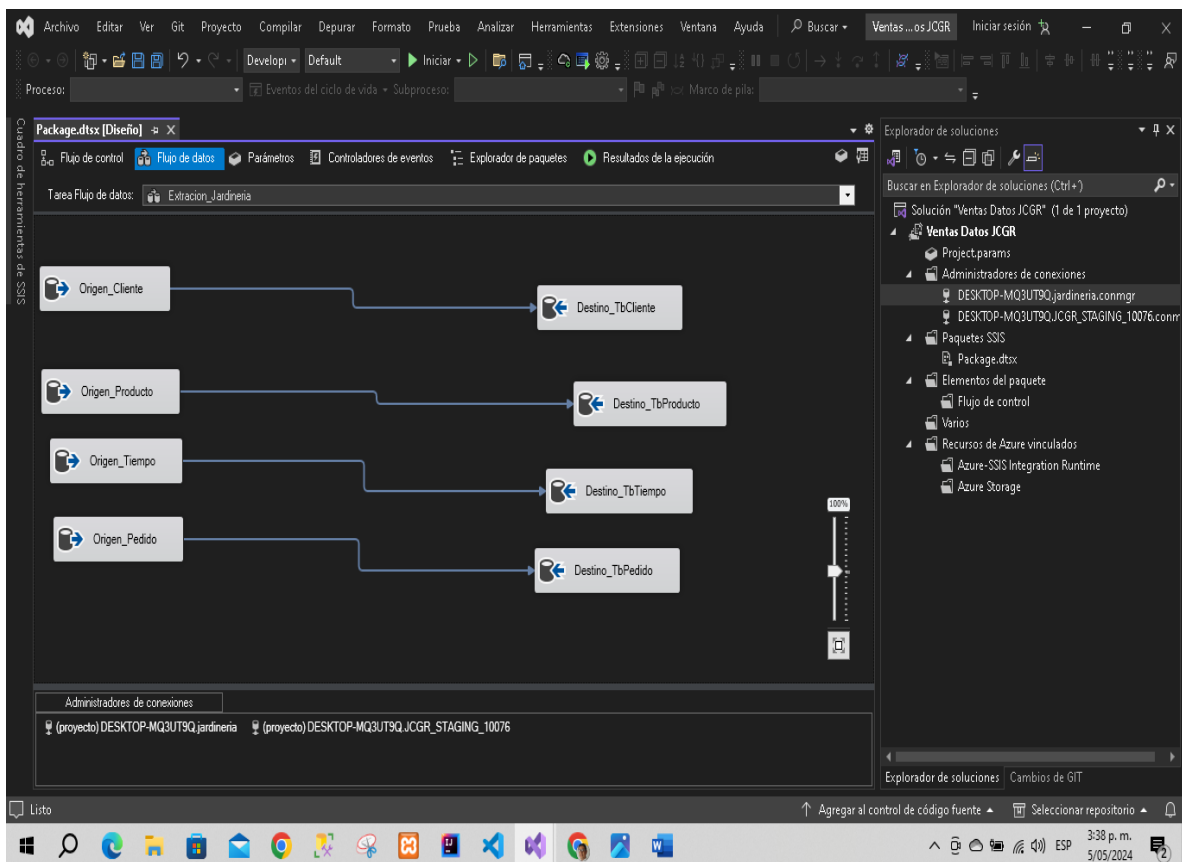 Archivo Editar Ver Git Proyecto Compilar Depurar Formato Prueba Analizar Herramientas Extensiones Ventana Ayuda Buscar Ventas ... os JCGR Iniciar sesión
Developi Default Iniciar
Proceso: Eventos del ciclo de vida Subproceso: Marco de pila:
Cuadro de herramientas de SSIS
Package.dtsx [Diseño]
Flujo de control Flujo de datos Parámetros Controladores de eventos Explorador de paquetes Resultados de la ejecución
Tarea Flujo de datos: Extracion_Jardineria
Origen_Cliente
Destino_TbCliente
Origen_Producto
Destino_TbProducto
Origen_Tiempo
Destino_TbTiempo
Origen_Pedido
Destino_TbPedido
100%
Administradores de conexiones
(proyecto) DESKTOP-MQ3UT9Q.jardineria (proyecto) DESKTOP-MQ3UT9Q.JCGR_STAGING_10076
Explorador de soluciones
Buscar en Explorador de soluciones (Ctrl+´)
Solución "Ventas Datos JCGR" (1 de 1 proyecto)
Ventas Datos JCGR
Project.params
Administradores de conexiones
DESKTOP-MQ3UT9Q.jardineria.conmgr
DESKTOP-MQ3UT9Q.JCGR_STAGING_10076.conm
Paquetes SSIS
Package.dtsx
Elementos del paquete
Flujo de control
Varios
Recursos de Azure vinculados
Azure-SSIS Integration Runtime
Azure Storage
Explorador de soluciones Cambios de GIT
Listo Agregar al control de código fuente Seleccionar repositorio
ESP 3:38 p. m.
5/05/2024